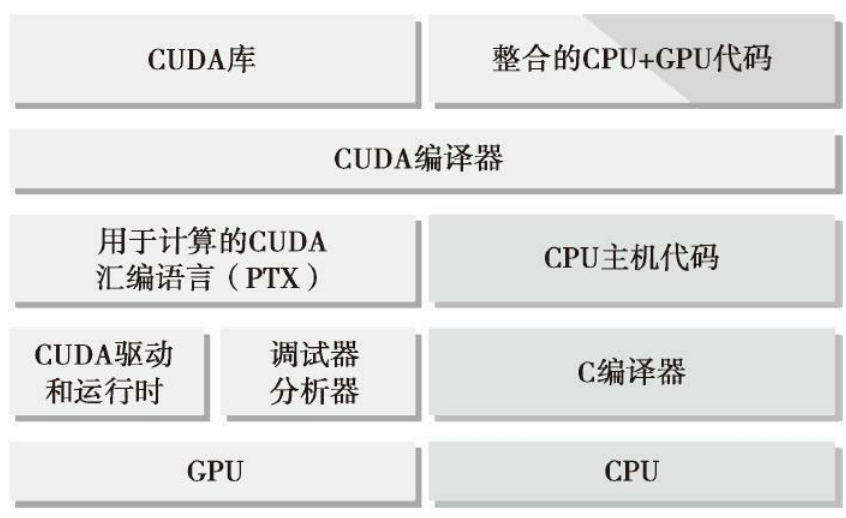 CUDA库
整合的CPU+GPU代码
CUDA编译器
用于计算的CUDA
汇编语言（PTX）
CPU主机代码
CUDA驱动
和运行时
调试器
分析器
C编译器
GPU
CPU